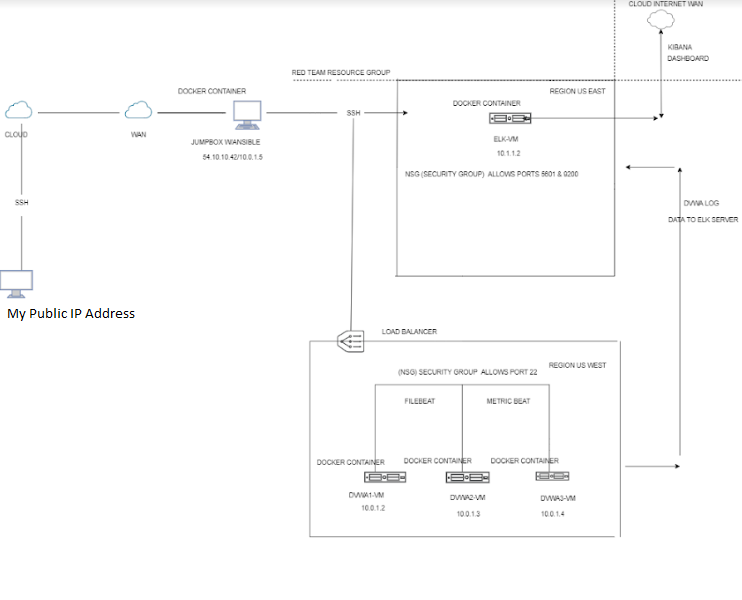 CLOUD INTERNET WAN
KIBANA
DASHBOARD
RED TEAM RESOURCE GROUP
DOCKER CONTAINER
REGION US EAST
DOCKER CONTAINER
SSH
CLOUD
WAN
JUMPBOX W/ANSIBLE
54.10.10.42/10.0.1.5
ELK-VM
10.1.1.2
NSG (SECURITY GROUP) ALLOWS PORTS 5601 & 9200
SSH
DVWA LOG
DATA TO ELK SERVER
My Public IP Address
LOAD BALANCER
REGION US WEST
(NSG) SECURITY GROUP ALLOWS PORT 22
FILEBEAT
METRIC BEAT
DOCKER CONTAINER
DOCKER CONTAINER
DOCKER CONTAINER
DVWA1-VM
10.0.1.2
DVWA2-VM
10.0.1.3
DVWA3-VM
10.0.1.4